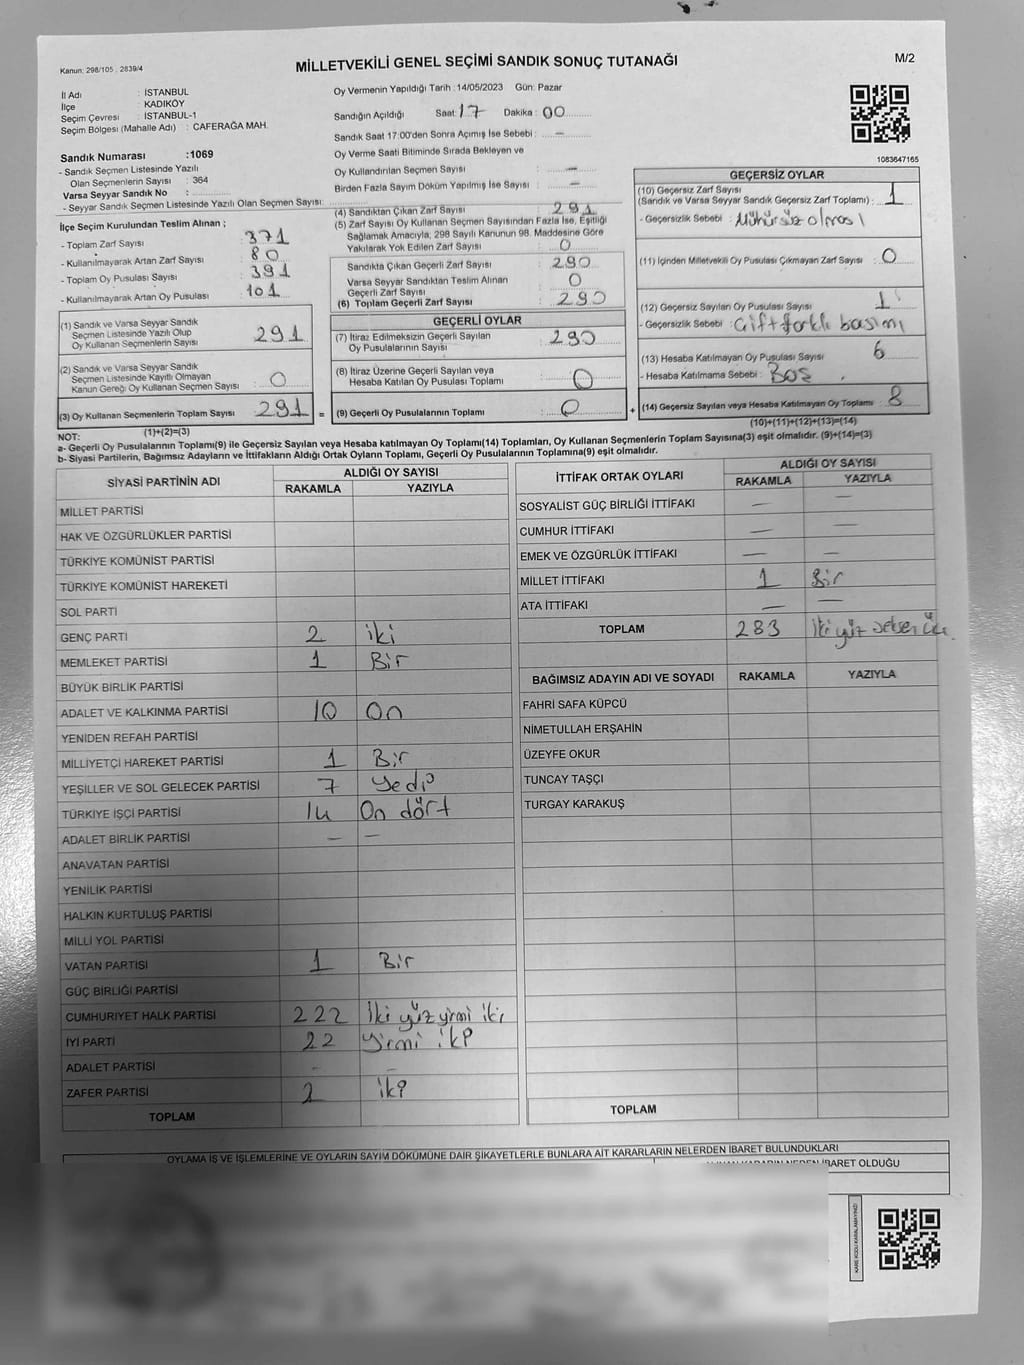 Kanun: 298/105 , 2839/4
MİLLETVEKİLİ GENEL SEÇİMİ SANDIK SONUÇ TUTANAĞI
M/2
İl Adı : İSTANBUL
İlçe : KADIKÖY
Seçim Çevresi : İSTANBUL-1
Seçim Bölgesi (Mahalle Adı) : CAFERAĞA MAH.
Sandık Numarası :1069
- Sandık Seçmen Listesinde Yazılı
Olan Seçmenlerin Sayısı : 364
Varsa Seyyar Sandık No :
- Seyyar Sandık Seçmen Listesinde Yazılı Olan Seçmen Sayısı:
Oy Vermenin Yapıldığı Tarih : 14/05/2023 Gün: Pazar
Sandığın Açıldığı Saat: 17 Dakika : 00
Sandık Saat 17:00'den Sonra Açımış İse Sebebi : —
Oy Verme Saati Bitiminde Sırada Bekleyen ve
Oy Kullandırılan Seçmen Sayısı : —
Birden Fazla Sayım Döküm Yapılmış İse Sayısı : —
1083647165
İlçe Seçim Kurulundan Teslim Alınan ;
- Toplam Zarf Sayısı : 371
- Kullanılmayarak Artan Zarf Sayısı : 80
- Toplam Oy Pusulası Sayısı : 391
- Kullanılmayarak Artan Oy Pusulası : 101
(1) Sandık ve Varsa Seyyar Sandık
Seçmen Listesinde Yazılı Olup
Oy Kullanan Seçmenlerin Sayısı : 291
(2) Sandık ve Varsa Seyyar Sandık
Seçmen Listesinde Kayıtlı Olmayan
Kanun Gereği Oy Kullanan Seçmen Sayısı : 0
(3) Oy Kullanan Seçmenlerin Toplam Sayısı : 291 =
(1)+(2)=(3)
(4) Sandıktan Çıkan Zarf Sayısı : 291
(5) Zarf Sayısı Oy Kullanan Seçmen Sayısından Fazla İse, Eşitliği
Sağlamak Amacıyla, 298 Sayılı Kanunun 98. Maddesine Göre
Yakılarak Yok Edilen Zarf Sayısı : 0
Sandıkta Çıkan Geçerli Zarf Sayısı : 290
Varsa Seyyar Sandıktan Teslim Alınan
Geçerli Zarf Sayısı : 0
(6) Toplam Geçerli Zarf Sayısı : 290
GEÇERLİ OYLAR
(7) İtiraz Edilmeksizin Geçerli Sayılan
Oy Pusulalarının Sayısı : 290
(8) İtiraz Üzerine Geçerli Sayılan veya
Hesaba Katılan Oy Pusulası Toplamı : 0
(9) Geçerli Oy Pusulalarının Toplamı : 0 +
GEÇERSİZ OYLAR
(10) Geçersiz Zarf Sayısı
(Sandık ve Varsa Seyyar Sandık Geçersiz Zarf Toplamı) : 1
- Geçersizlik Sebebi : Mühürsüz olması
(11) İçinden Milletvekili Oy Pusulası Çıkmayan Zarf Sayısı : 0
(12) Geçersiz Sayılan Oy Pusulası Sayısı : 1
- Geçersizlik Sebebi : Çift farklı basımı
(13) Hesaba Katılmayan Oy Pusulası Sayısı : 6
- Hesaba Katılmama Sebebi : Boş .
(14) Geçersiz Sayılan veya Hesaba Katılmayan Oy Toplamı : 8
(10)+(11)+(12)+(13)=(14)
NOT:
a- Geçerli Oy Pusulalarının Toplamı(9) ile Geçersiz Sayılan veya Hesaba katılmayan Oy Toplamı(14) Toplamları, Oy Kullanan Seçmenlerin Toplam Sayısına(3) eşit olmalıdır. (9)+(14)=(3)
b- Siyasi Partilerin, Bağımsız Adayların ve İttifakların Aldığı Ortak Oyların Toplamı, Geçerli Oy Pusulalarının Toplamına(9) eşit olmalıdır.
SİYASİ PARTİNİN ADI ALDIĞI OY SAYISI
RAKAMLA YAZIYLA
MİLLET PARTİSİ
HAK VE ÖZGÜRLÜKLER PARTİSİ
TÜRKİYE KOMÜNİST PARTİSİ
TÜRKİYE KOMÜNİST HAREKETİ
SOL PARTİ
GENÇ PARTİ 2 iki
MEMLEKET PARTİSİ 1 Bir
BÜYÜK BİRLİK PARTİSİ
ADALET VE KALKINMA PARTİSİ 10 On
YENİDEN REFAH PARTİSİ
MİLLİYETÇİ HAREKET PARTİSİ 1 Bir
YEŞİLLER VE SOL GELECEK PARTİSİ 7 Yedi
TÜRKİYE İŞÇİ PARTİSİ 14 On dört
ADALET BİRLİK PARTİSİ — —
ANAVATAN PARTİSİ
YENİLİK PARTİSİ
HALKIN KURTULUŞ PARTİSİ
MİLLİ YOL PARTİSİ
VATAN PARTİSİ 1 Bir
GÜÇ BİRLİĞİ PARTİSİ
CUMHURİYET HALK PARTİSİ 222 İki yüz yirmi iki
İYİ PARTİ 22 Yirmi iki
ADALET PARTİSİ - -
ZAFER PARTİSİ 2 iki
TOPLAM
İTTİFAK ORTAK OYLARI ALDIĞI OY SAYISI
RAKAMLA YAZIYLA
SOSYALİST GÜÇ BİRLİĞİ İTTİFAKI — —
CUMHUR İTTİFAKI — —
EMEK VE ÖZGÜRLÜK İTTİFAKI — —
MİLLET İTTİFAKI 1 Bir
ATA İTTİFAKI — —
TOPLAM 283 İki yüz seksen üç
BAĞIMSIZ ADAYIN ADI VE SOYADI RAKAMLA YAZIYLA
FAHRİ SAFA KÜPCÜ
NİMETULLAH ERŞAHİN
ÜZEYFE OKUR
TUNCAY TAŞÇI
TURGAY KARAKUŞ
TOPLAM
OYLAMA İŞ VE İŞLEMLERİNE VE OYLARIN SAYIM DÖKÜMÜNE DAİR ŞİKAYETLERLE BUNLARA AİT KARARLARIN NELERDEN İBARET BULUNDUKLARI
KARARIN NEDEN İBARET OLDUĞU
KARE KODU KARALAMAYINIZ!